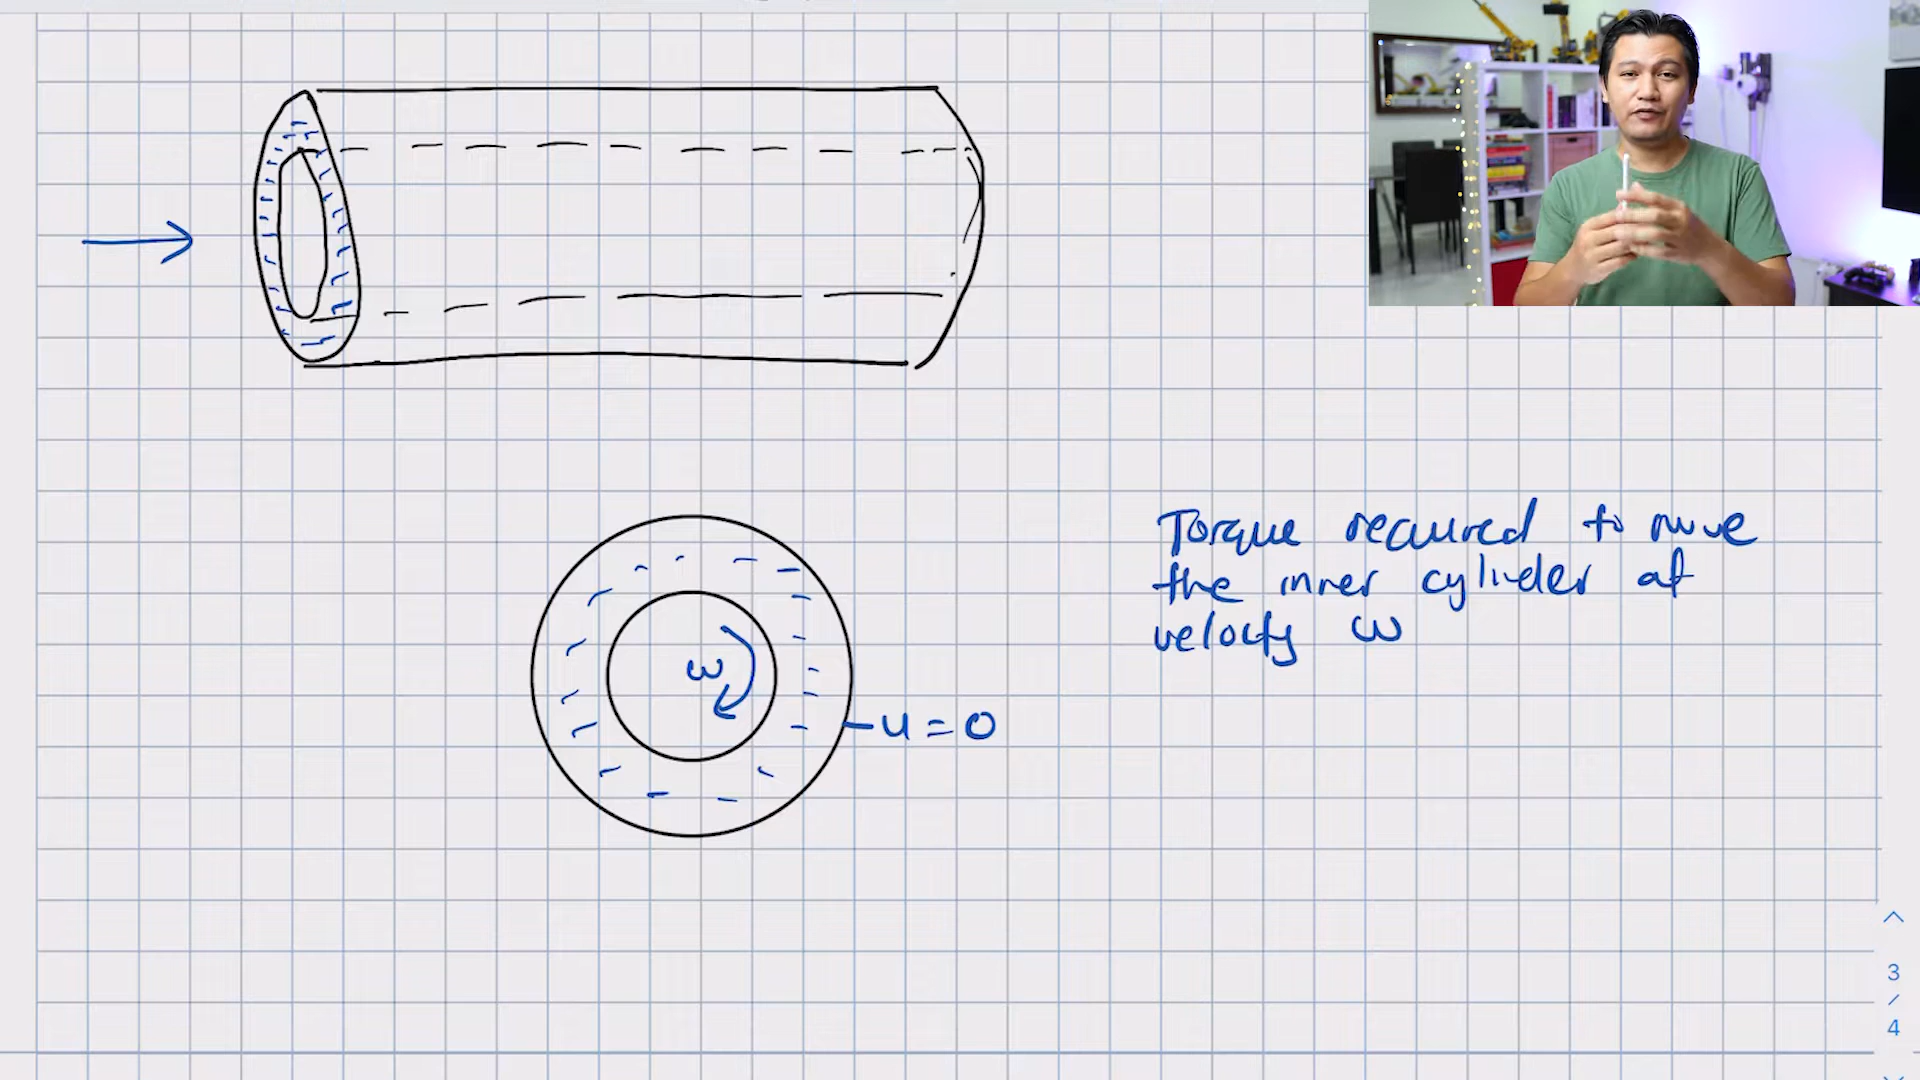 Torque required to move
the inner cylinder at
velocity ω
ω
u = 0
3
/
4